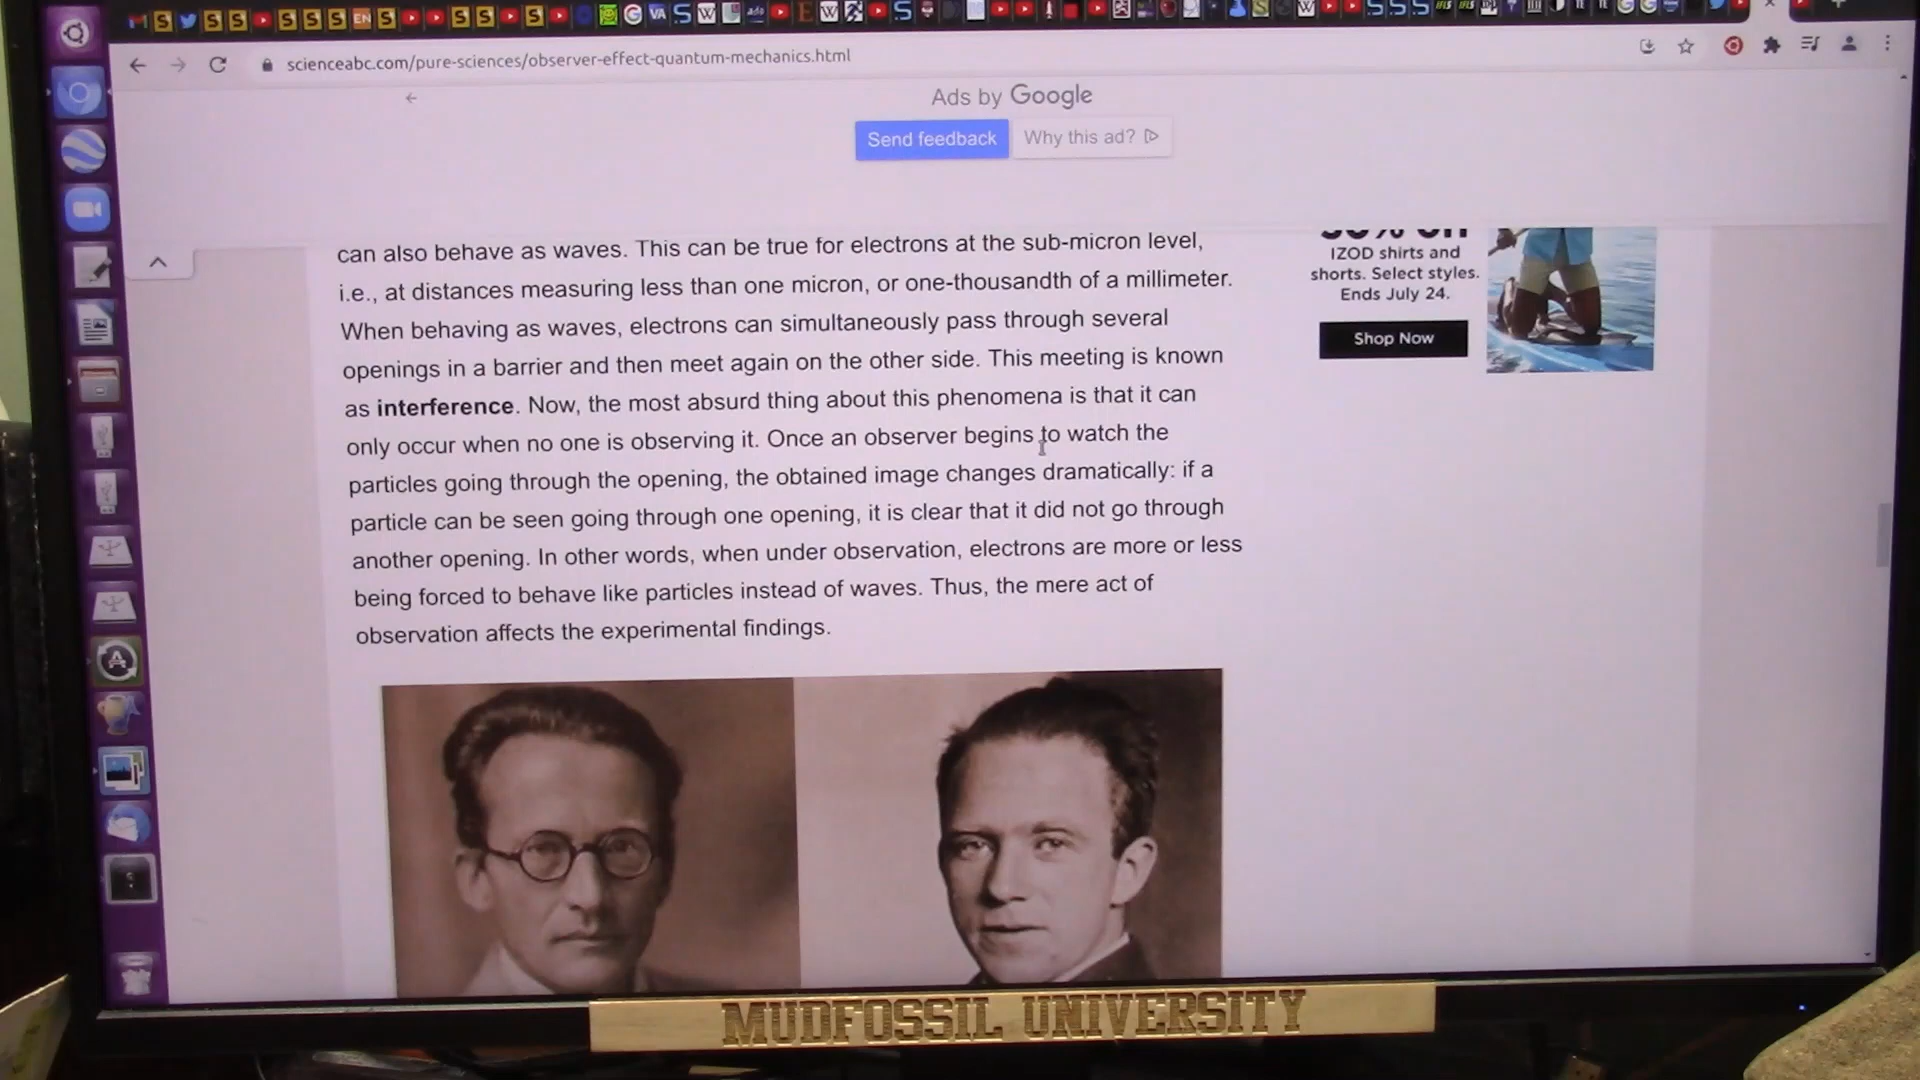 scienceabc.com/pure-sciences/observer-effect-quantum-mechanics.html
Ads by Google
Send feedback
Why this ad?
can also behave as waves. This can be true for electrons at the sub-micron level,
i.e., at distances measuring less than one micron, or one-thousandth of a millimeter.
When behaving as waves, electrons can simultaneously pass through several
openings in a barrier and then meet again on the other side. This meeting is known
as interference. Now, the most absurd thing about this phenomena is that it can
only occur when no one is observing it. Once an observer begins to watch the
particles going through the opening, the obtained image changes dramatically: if a
particle can be seen going through one opening, it is clear that it did not go through
another opening. In other words, when under observation, electrons are more or less
being forced to behave like particles instead of waves. Thus, the mere act of
observation affects the experimental findings.
IZOD shirts and
shorts. Select styles.
Ends July 24.
Shop Now
MUDFOSSIL UNIVERSITY